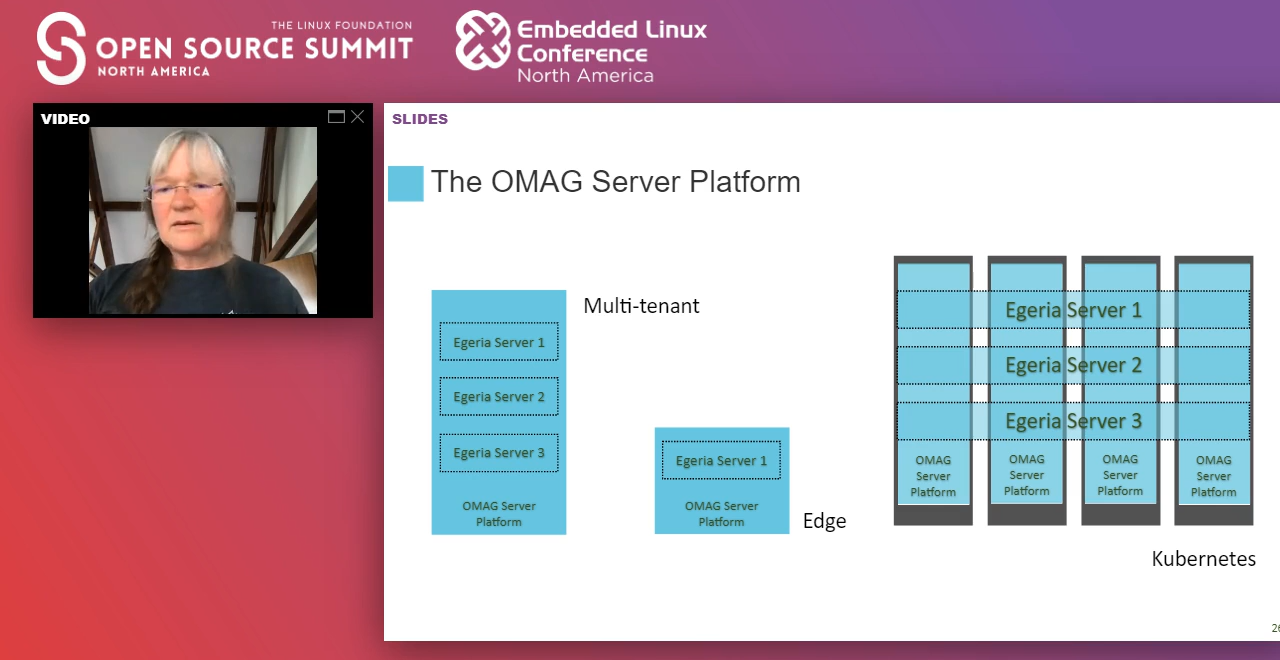 THE LINUX FOUNDATION
OPEN SOURCE SUMMIT
NORTH AMERICA
Embedded Linux
Conference
North America
VIDEO
SLIDES
The OMAG Server Platform
Multi-tenant
Egeria Server 1
Egeria Server 2
Egeria Server 3
OMAG Server
Platform
Egeria Server 1
OMAG Server
Platform
Edge
Egeria Server 1
Egeria Server 2
Egeria Server 3
OMAG
Server
Platform
OMAG
Server
Platform
OMAG
Server
Platform
OMAG
Server
Platform
Kubernetes